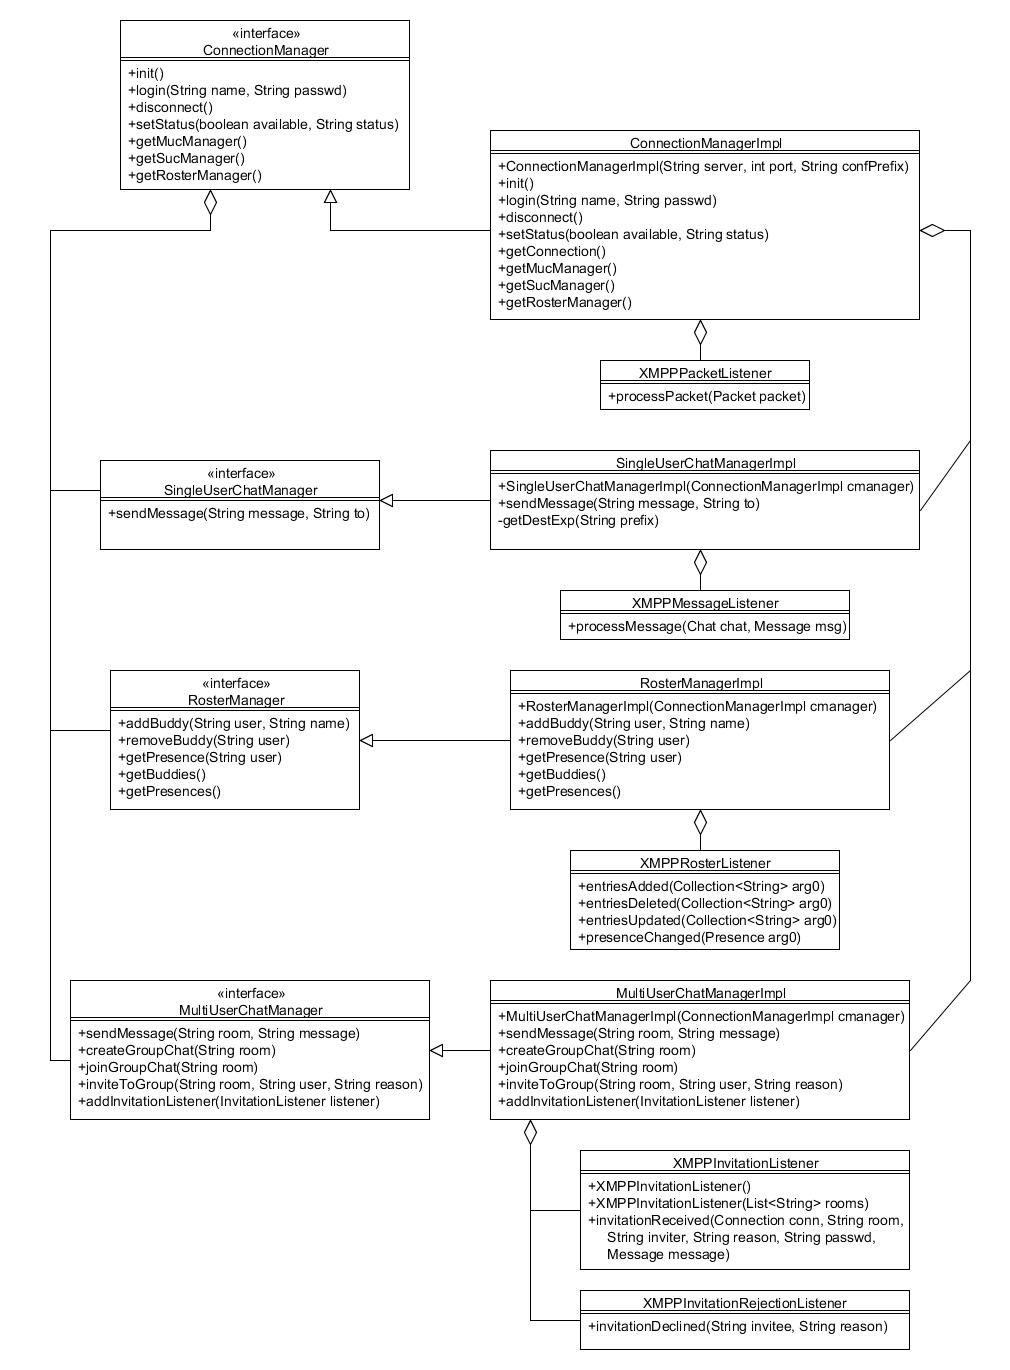 «interface»
ConnectionManager
+init()
+login(String name, String passwd)
+disconnect()
+setStatus(boolean available, String status)
+getMucManager()
+getSucManager()
+getRosterManager()
ConnectionManagerImpl
+ConnectionManagerImpl(String server, int port, String confPrefix)
+init()
+login(String name, String passwd)
+disconnect()
+setStatus(boolean available, String status)
+getConnection()
+getMucManager()
+getSucManager()
+getRosterManager()
XMPPPacketListener
+processPacket(Packet packet)
«interface»
SingleUserChatManager
+sendMessage(String message, String to)
SingleUserChatManagerImpl
+SingleUserChatManagerImpl(ConnectionManagerImpl cmanager)
+sendMessage(String message, String to)
-getDestExp(String prefix)
XMPPMessageListener
+processMessage(Chat chat, Message msg)
«interface»
RosterManager
+addBuddy(String user, String name)
+removeBuddy(String user)
+getPresence(String user)
+getBuddies()
+getPresences()
RosterManagerImpl
+RosterManagerImpl(ConnectionManagerImpl cmanager)
+addBuddy(String user, String name)
+removeBuddy(String user)
+getPresence(String user)
+getBuddies()
+getPresences()
XMPPRosterListener
+entriesAdded(Collection<String> arg0)
+entriesDeleted(Collection<String> arg0)
+entriesUpdated(Collection<String> arg0)
+presenceChanged(Presence arg0)
«interface»
MultiUserChatManager
+sendMessage(String room, String message)
+createGroupChat(String room)
+joinGroupChat(String room)
+inviteToGroup(String room, String user, String reason)
+addInvitationListener(InvitationListener listener)
MultiUserChatManagerImpl
+MultiUserChatManagerImpl(ConnectionManagerImpl cmanager)
+sendMessage(String room, String message)
+createGroupChat(String room)
+joinGroupChat(String room)
+inviteToGroup(String room, String user, String reason)
+addInvitationListener(InvitationListener listener)
XMPPInvitationListener
+XMPPInvitationListener()
+XMPPInvitationListener(List<String> rooms)
+invitationReceived(Connection conn, String room,
String inviter, String reason, String passwd,
Message message)
XMPPInvitationRejectionListener
+invitationDeclined(String invitee, String reason)